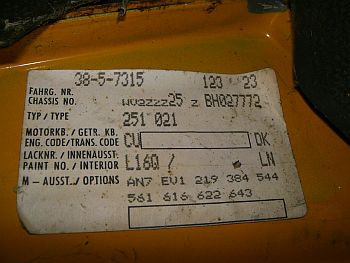 38-5-7315 123 23
FAHRG. NR.
CHASSIS NO. WV2ZZZ25 Z BH027772
TYP / TYPE 251 021
MOTORKB. / GETR. KB.
ENG. CODE/TRANS. CODE CU DK
LACKNR. / INNENAUSST.
PAINT NO. / INTERIOR L16Q / LN
M - AUSST. / OPTIONS AN7 EV1 219 384 544
561 616 622 643